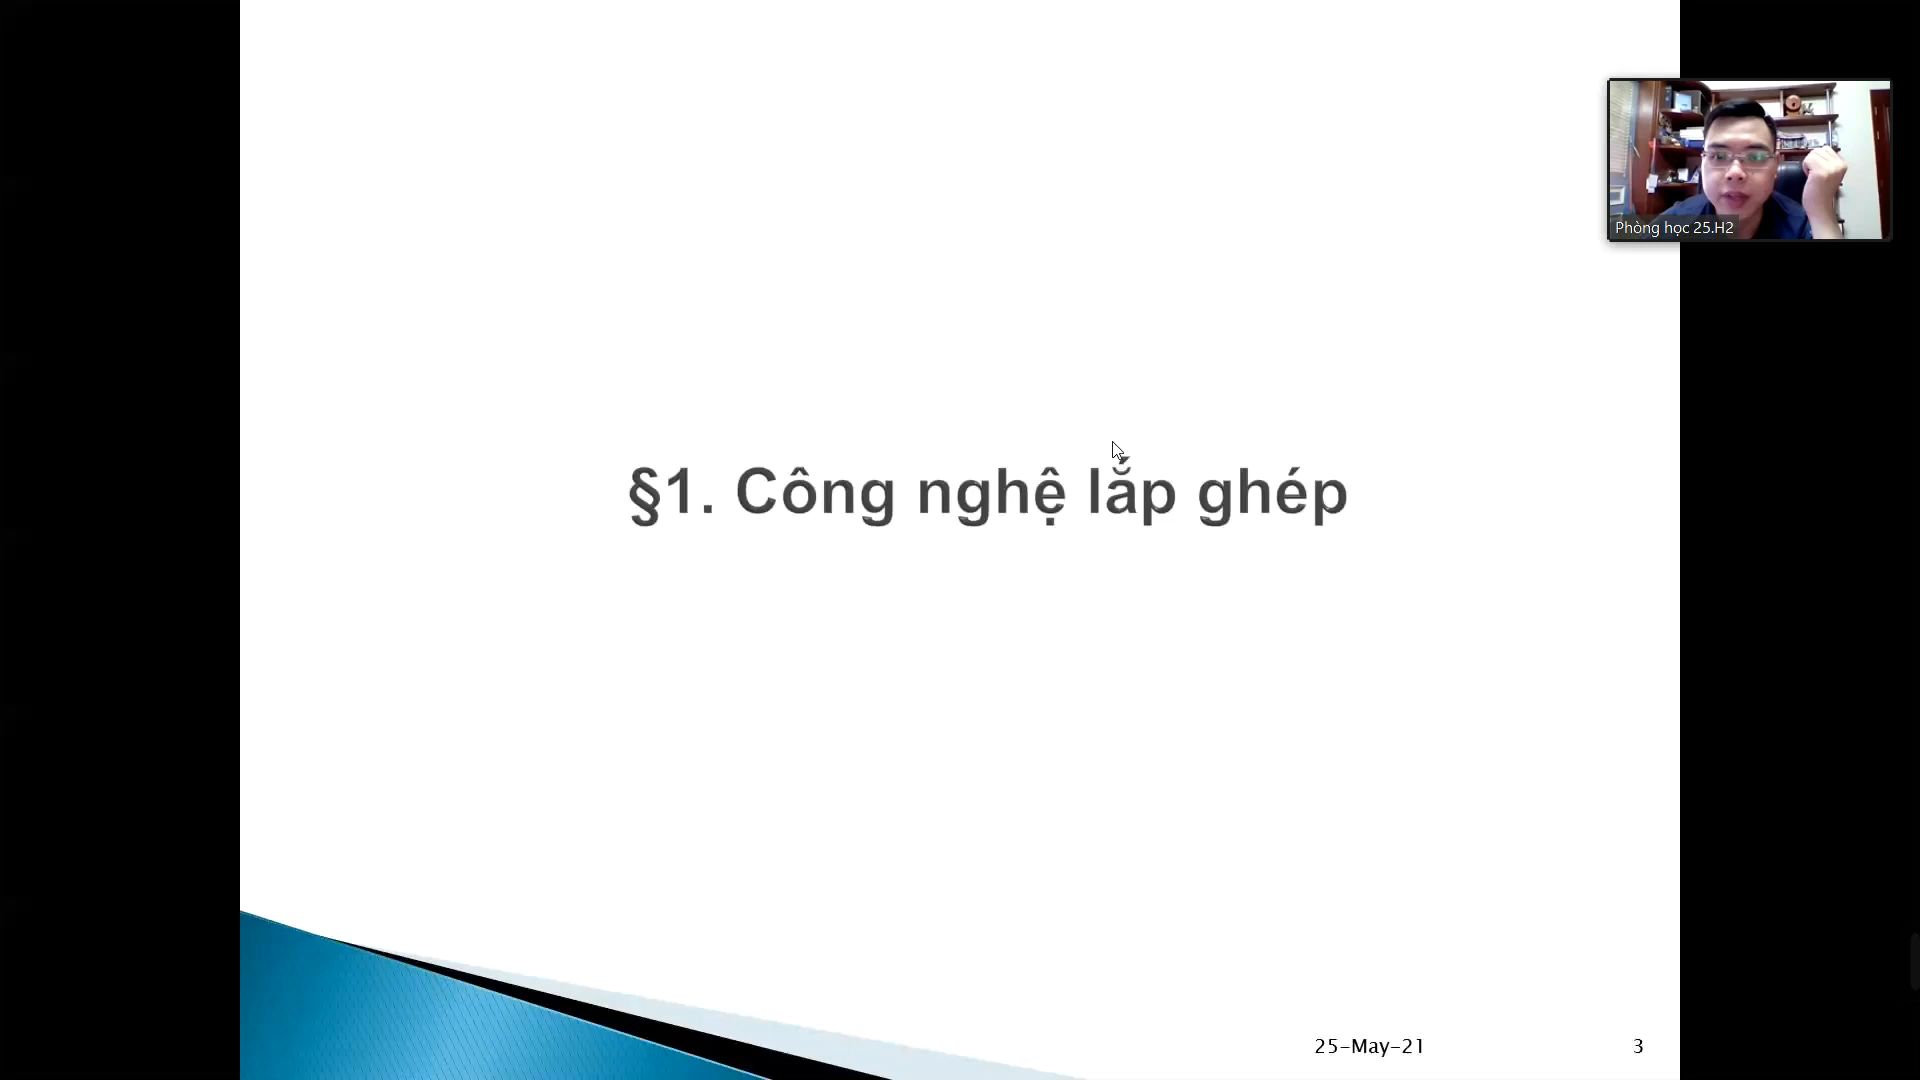 Phòng học 25.H2
§1. Công nghệ lắp ghép
25-May-21
3